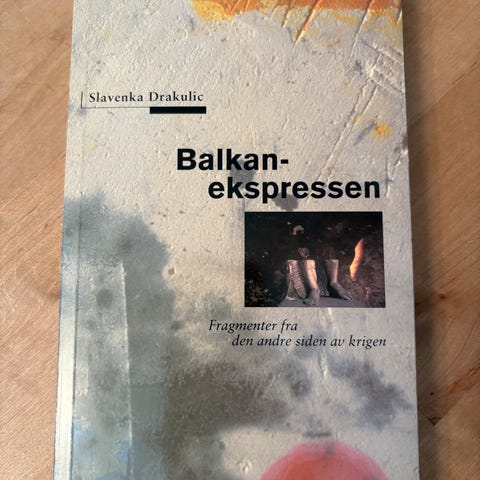 Slavenka Drakulic
Balkan-
ekspressen
Fragmenter fra
den andre siden av krigen